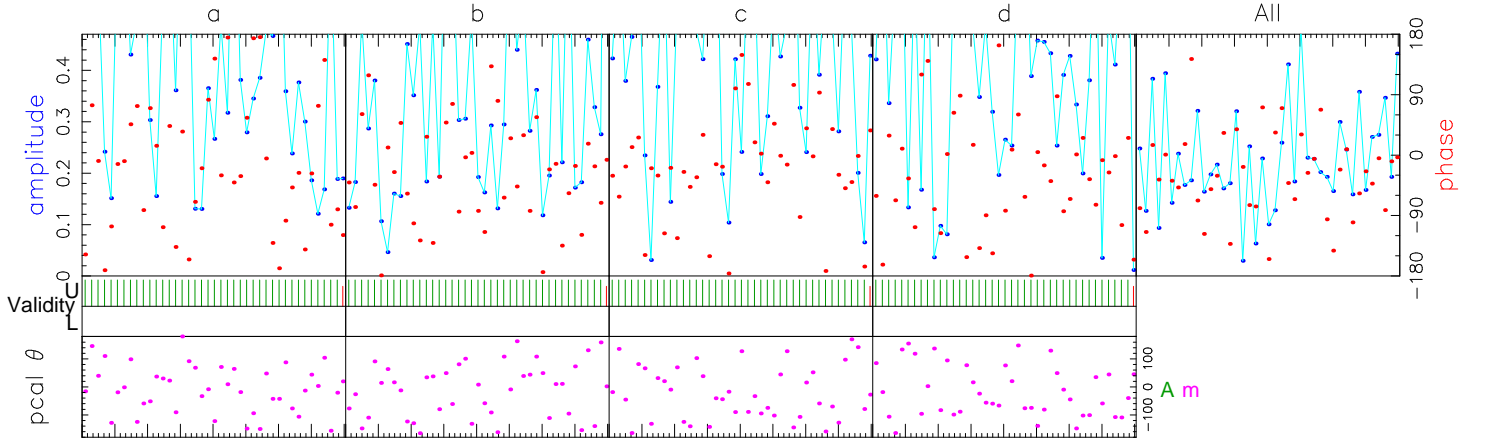 a b c d All
amplitude
0 0.1 0.2 0.3 0.4
180 90 0 −90 −180
phase
U
Validity
L
pcal θ
100 0 −100
A m